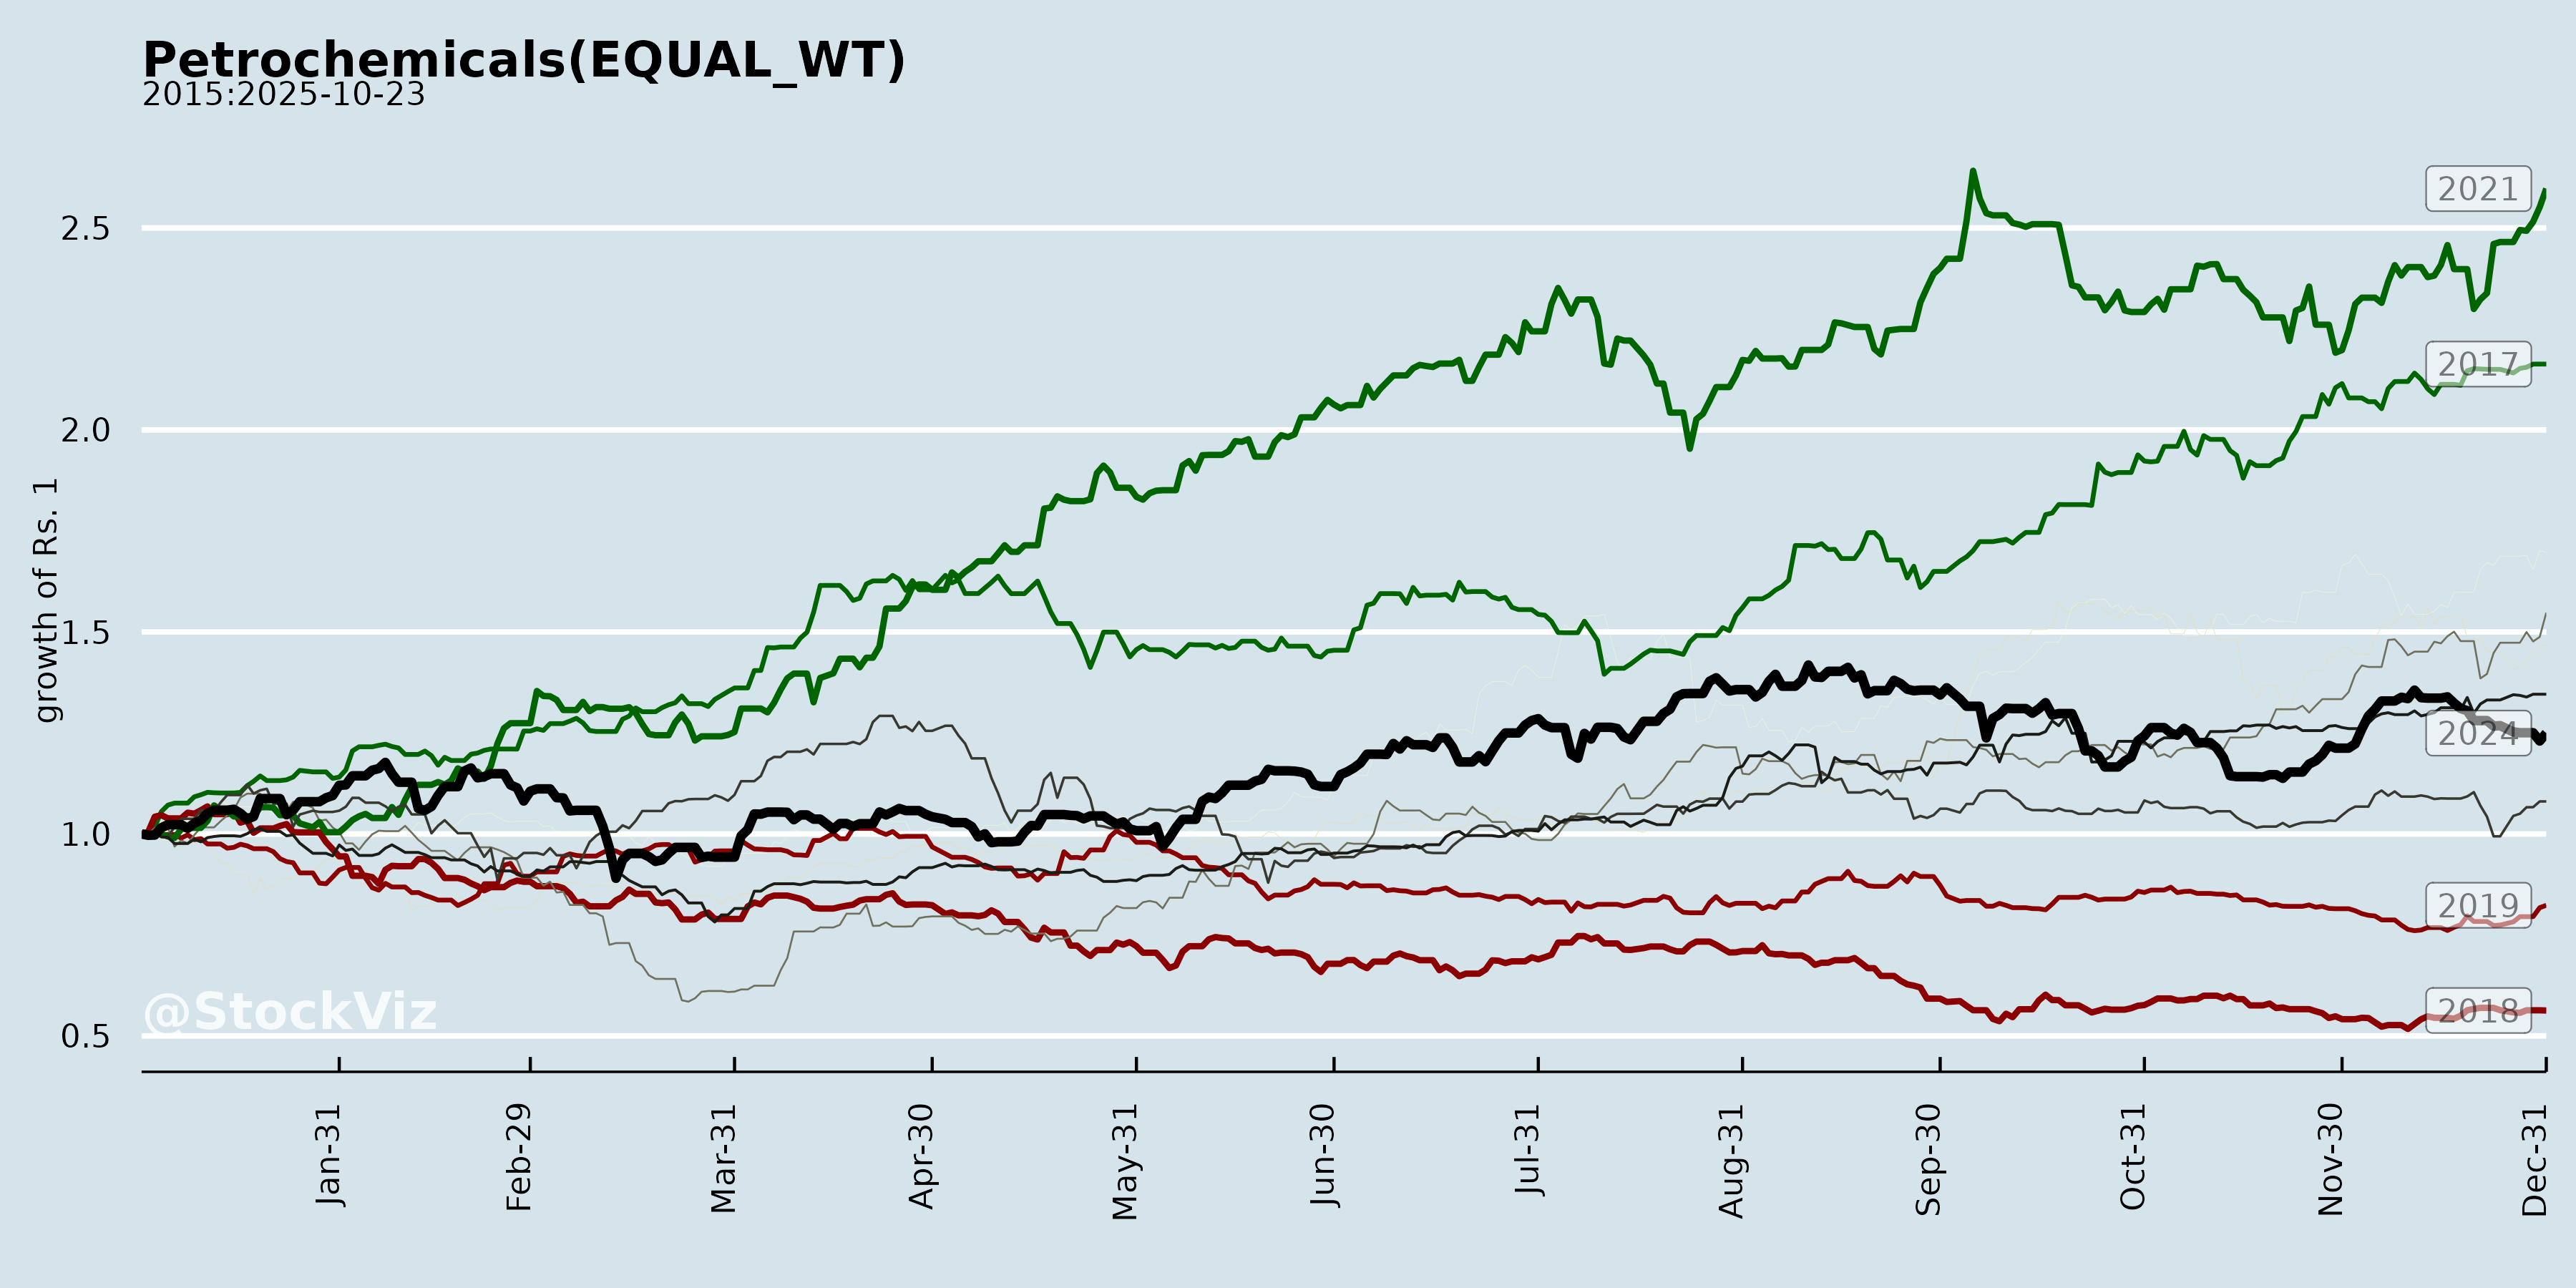 Petrochemicals(EQUAL_WT)
2015:2025-10-23
growth of Rs. 1
2.5
2.0
1.5
1.0
0.5
2021
2017
2024
2019
2018
@StockViz
Jan-31
Feb-29
Mar-31
Apr-30
May-31
Jun-30
Jul-31
Aug-31
Sep-30
Oct-31
Nov-30
Dec-31